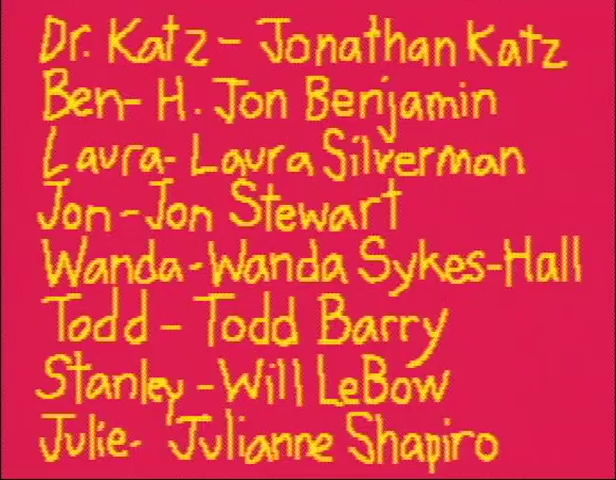 Dr. Katz - Jonathan Katz
Ben- H. Jon Benjamin
Laura- Laura Silverman
Jon - Jon Stewart
Wanda - Wanda Sykes-Hall
Todd - Todd Barry
Stanley - Will LeBow
Julie- Julianne Shapiro